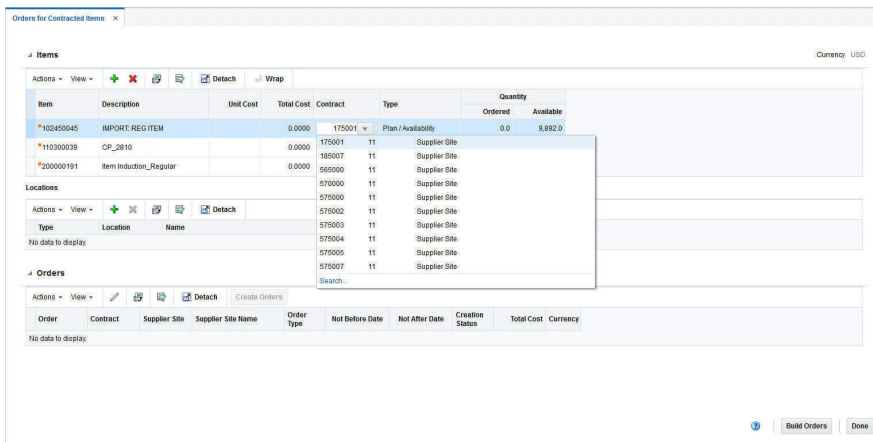 Orders for Contracted Items ×
Items
Currency USD
Actions View Detach Wrap
Quantity
Item Description Unit Cost Total Cost Contract Type Ordered Available
102450045 IMPORT: REG ITEM 0.0000 175001 Plan / Availability 0.0 9,892.0
110300039 CP_2810 0.0000
200000191 Item Induction_Regular 0.0000
175001 11 Supplier Site
185007 11 Supplier Site
565000 11 Supplier Site
570000 11 Supplier Site
575000 11 Supplier Site
575002 11 Supplier Site
575003 11 Supplier Site
575004 11 Supplier Site
575005 11 Supplier Site
575007 11 Supplier Site
Search...
Locations
Actions View Detach
Type Location Name
No data to display.
Orders
Actions View Detach Create Orders
Order Contract Supplier Site Supplier Site Name Order Type Not Before Date Not After Date Creation Status Total Cost Currency
No data to display.
Build Orders Done